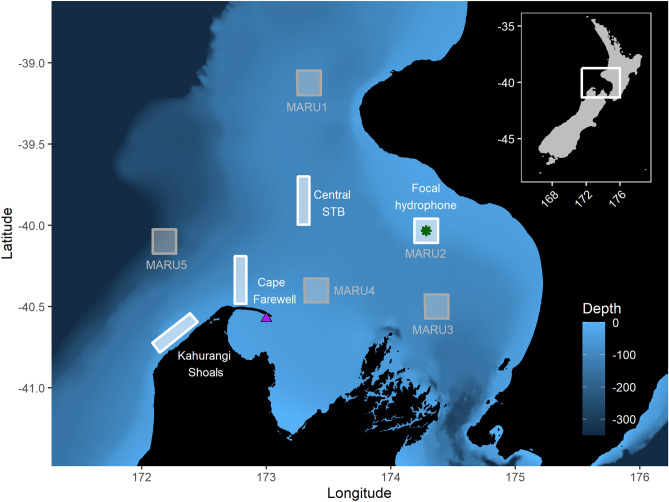 -39.0
-39.5
-40.0
-40.5
-41.0
Latitude
172
173
174
175
176
Longitude
MARU1
Central
STB
Focal
hydrophone
MARU2
MARU5
Cape
Farewell
MARU4
MARU3
Kahurangi
Shoals
-35
-40
-45
168
172
176
Depth
0
-100
-200
-300